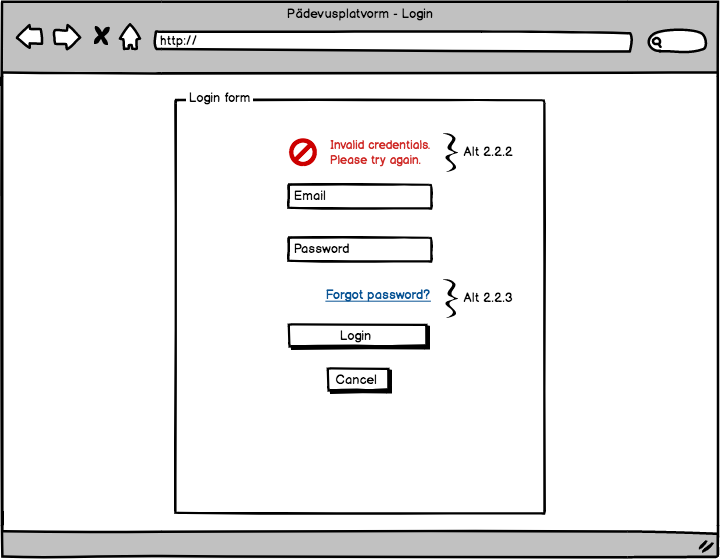 Pädevusplatvorm - Login
http://
Login form
Invalid credentials.
Please try again.
Alt 2.2.2
Email
Password
Forgot password?
Alt 2.2.3
Login
Cancel